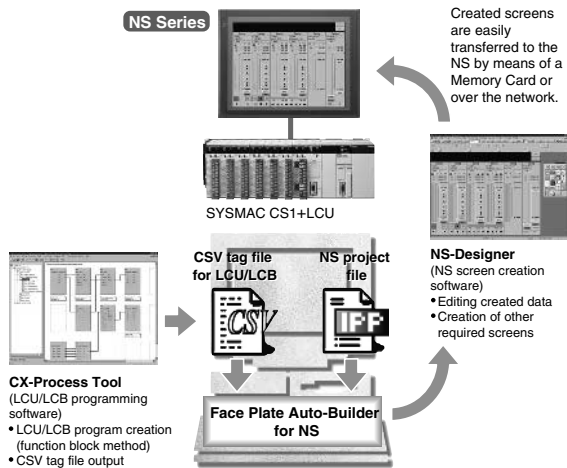 NS Series
Created screens
are easily
transferred to the
NS by means of a
Memory Card or
over the network.
SYSMAC CS1+LCU
CSV tag file
for LCU/LCB
NS project
file
CSV
IPP
NS-Designer
(NS screen creation
software)
• Editing created data
• Creation of other
required screens
CX-Process Tool
(LCU/LCB programming
software)
• LCU/LCB program creation
(function block method)
• CSV tag file output
Face Plate Auto-Builder
for NS